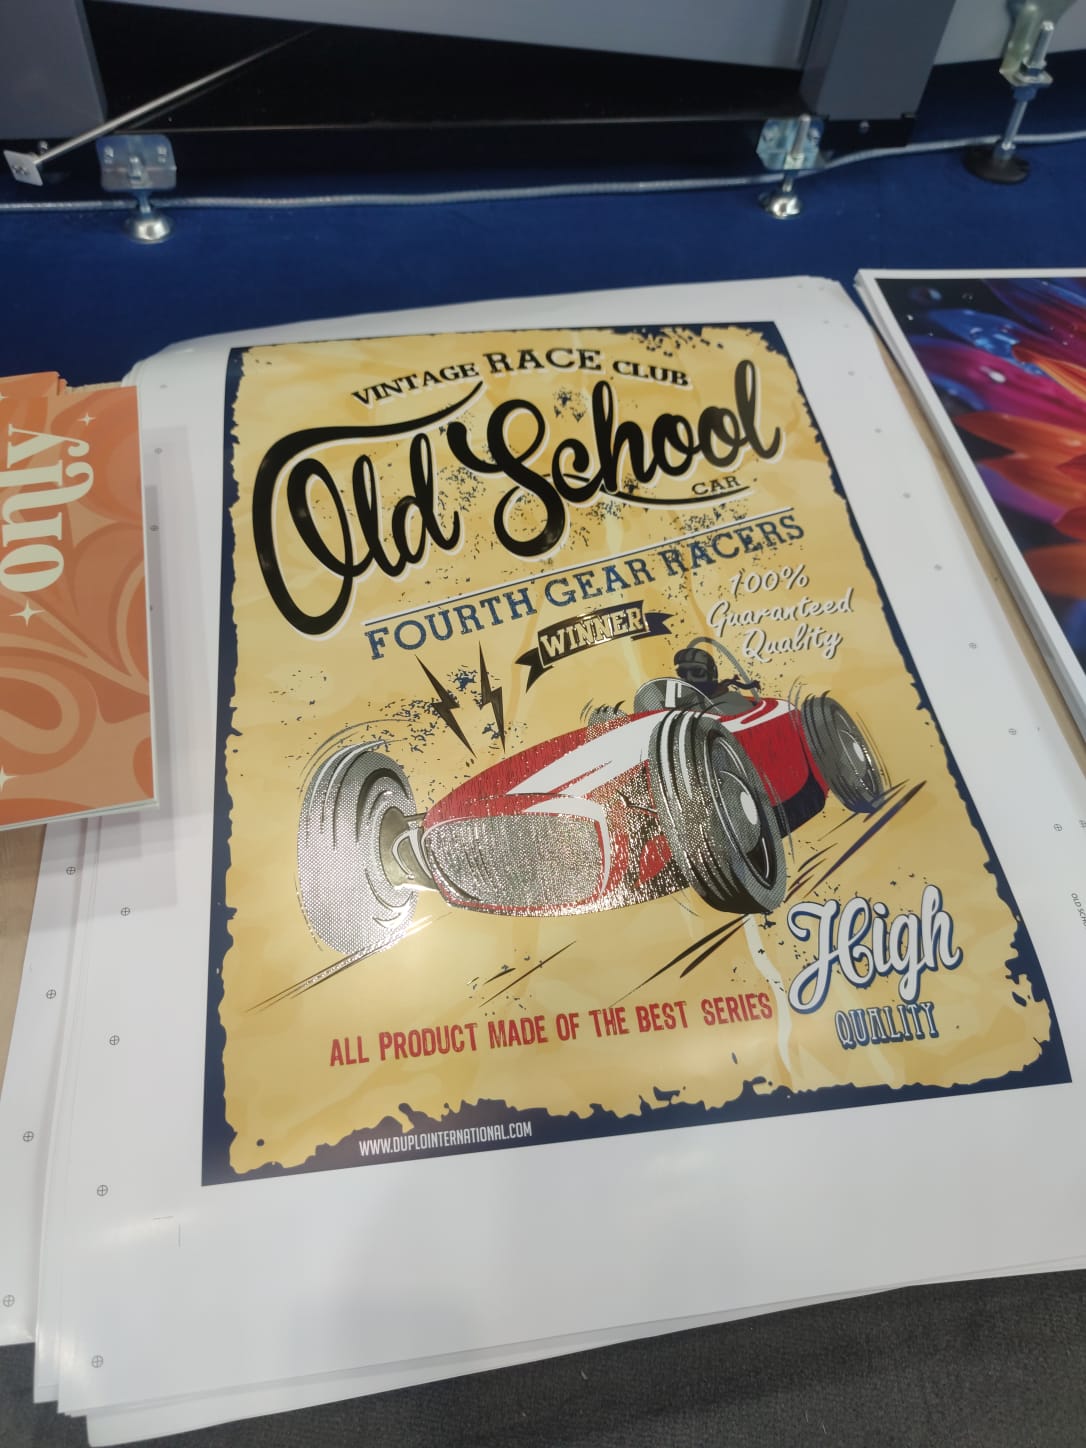 VINTAGE RACE CLUB
Old School
CAR
FOURTH GEAR RACERS
WINNER
100%
Guaranteed
Quality
High
QUALITY
ALL PRODUCT MADE OF THE BEST SERIES
WWW.DUPLOINTERNATIONAL.COM
only